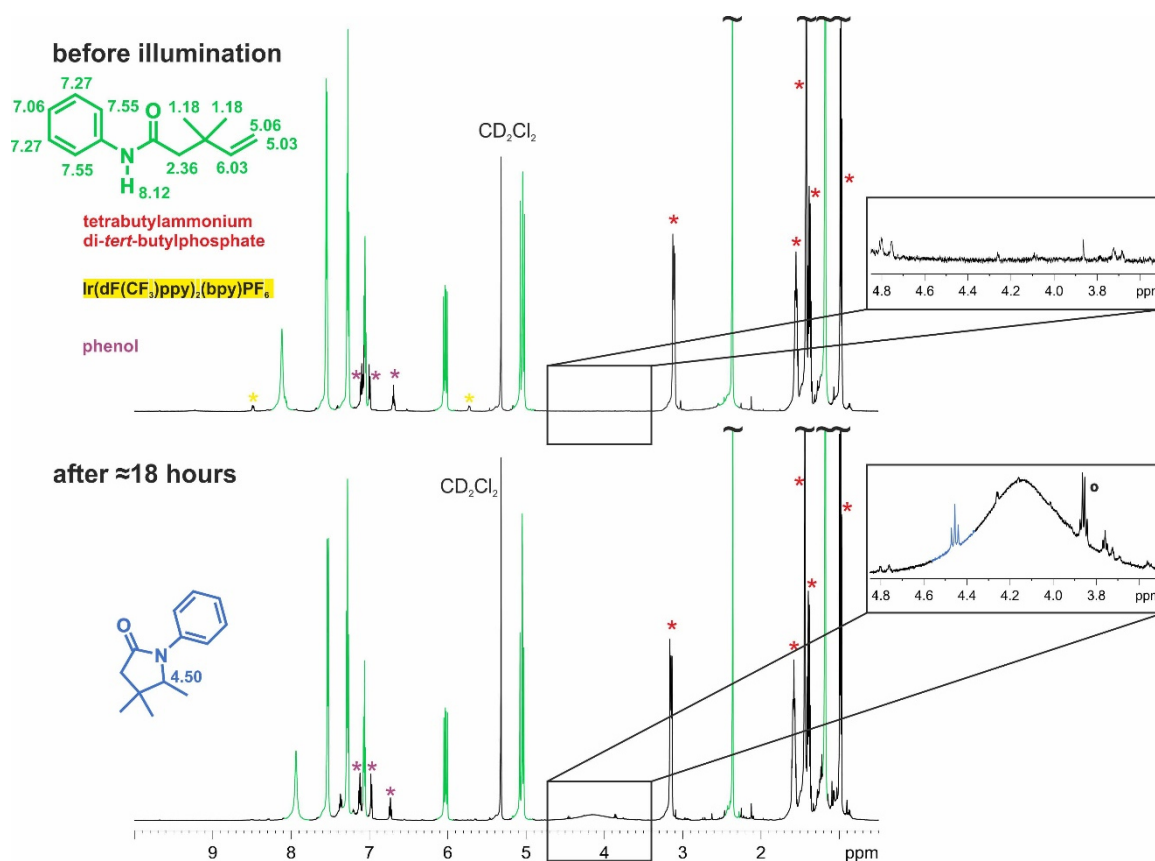 before illumination
7.27
7.06
7.55
O
1.18
1.18
5.06
5.03
7.27
N
7.55
H
8.12
2.36
6.03
CD2Cl2
tetrabutylammonium
di-tert-butylphosphate
Ir(dF(CF3)ppy)2(bpy)PF6
phenol
* * * * * * * * * *
4.8 4.6 4.4 4.2 4.0 3.8 ppm
after ≈18 hours
CD2Cl2
O
N
4.50
* * * * * * * *
o
4.8 4.6 4.4 4.2 4.0 3.8 ppm
9 8 7 6 5 4 3 2 ppm